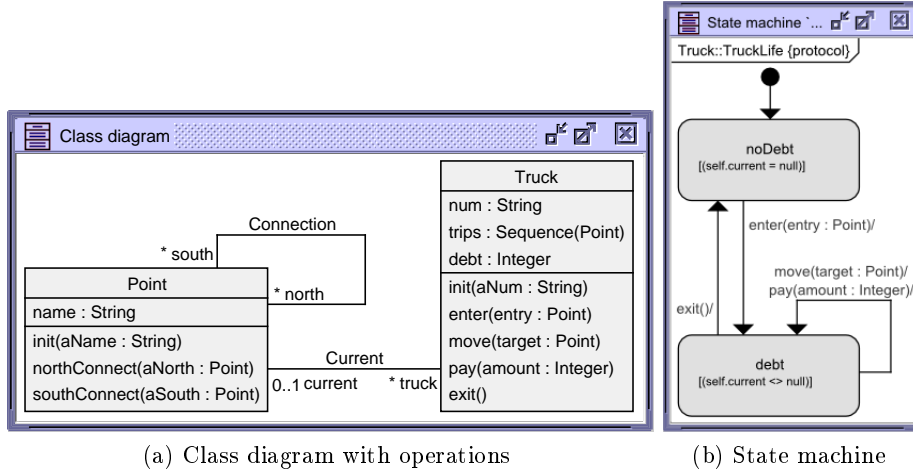 State machine `...
Truck::TruckLife {protocol}
noDebt
[(self.current = null)]
enter(entry : Point)/
move(target : Point)/
pay(amount : Integer)/
exit()/
debt
[(self.current <> null)]
Class diagram
Truck
num : String
trips : Sequence(Point)
debt : Integer
init(aNum : String)
enter(entry : Point)
move(target : Point)
pay(amount : Integer)
exit()
Connection
* south
* north
Point
name : String
init(aName : String)
northConnect(aNorth : Point)
southConnect(aSouth : Point)
Current
0..1 current
* truck
(a) Class diagram with operations
(b) State machine